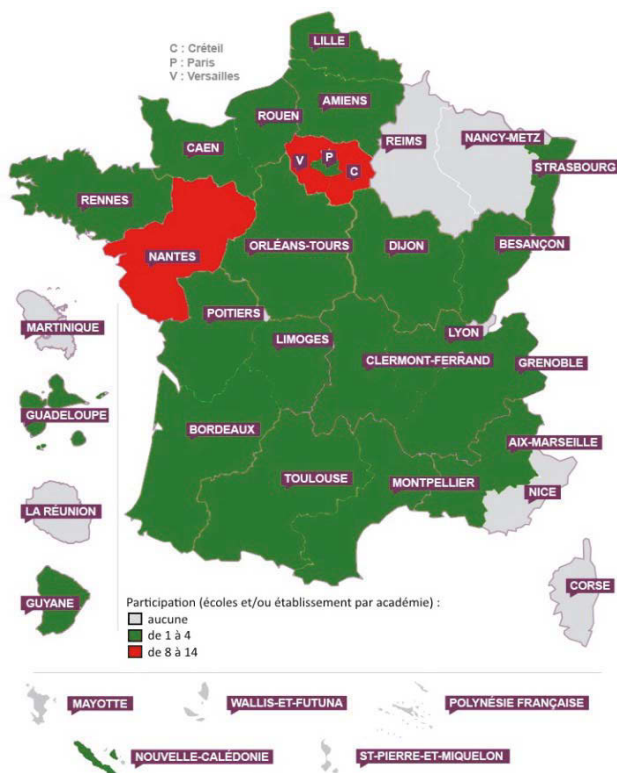 LILLE
C : Créteil
P : Paris
V : Versailles
AMIENS
ROUEN
CAEN
REIMS
NANCY-METZ
V
P
C
STRASBOURG
RENNES
NANTES
ORLÉANS-TOURS
DIJON
BESANÇON
POITIERS
MARTINIQUE
LIMOGES
LYON
CLERMONT-FERRAND
GRENOBLE
GUADELOUPE
BORDEAUX
AIX-MARSEILLE
TOULOUSE
MONTPELLIER
NICE
LA RÉUNION
CORSE
GUYANE
Participation (écoles et/ou établissement par académie) :
aucune
de 1 à 4
de 8 à 14
MAYOTTE
WALLIS-ET-FUTUNA
POLYNÉSIE FRANÇAISE
NOUVELLE-CALÉDONIE
ST-PIERRE-ET-MIQUELON